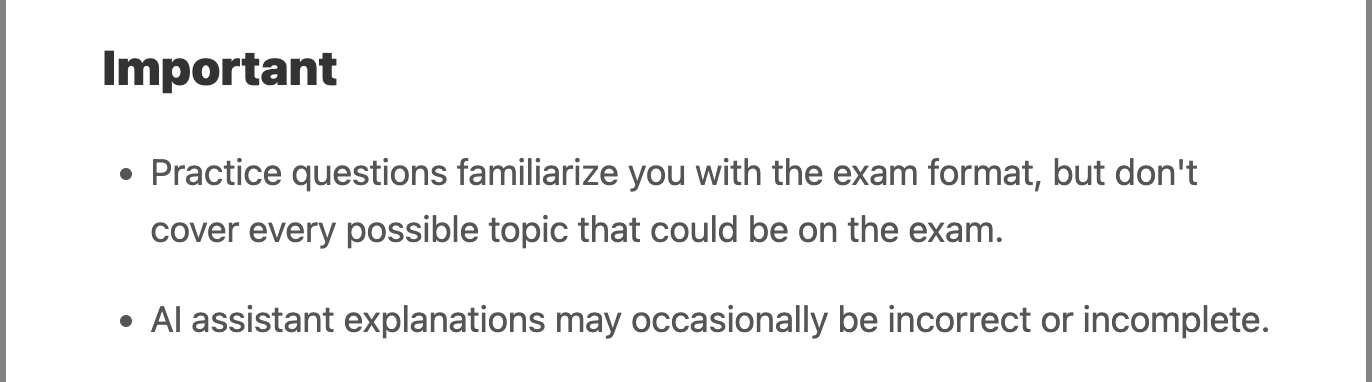 Important
• Practice questions familiarize you with the exam format, but don't
cover every possible topic that could be on the exam.
• AI assistant explanations may occasionally be incorrect or incomplete.